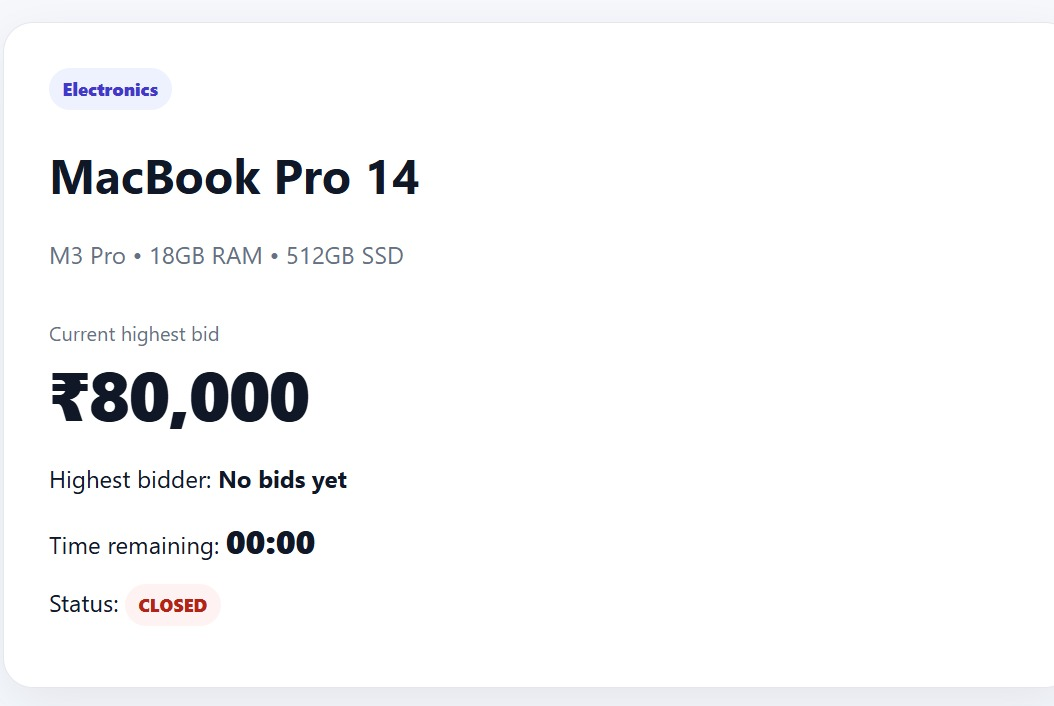 Electronics
MacBook Pro 14
M3 Pro • 18GB RAM • 512GB SSD
Current highest bid
₹80,000
Highest bidder: No bids yet
Time remaining: 00:00
Status: CLOSED